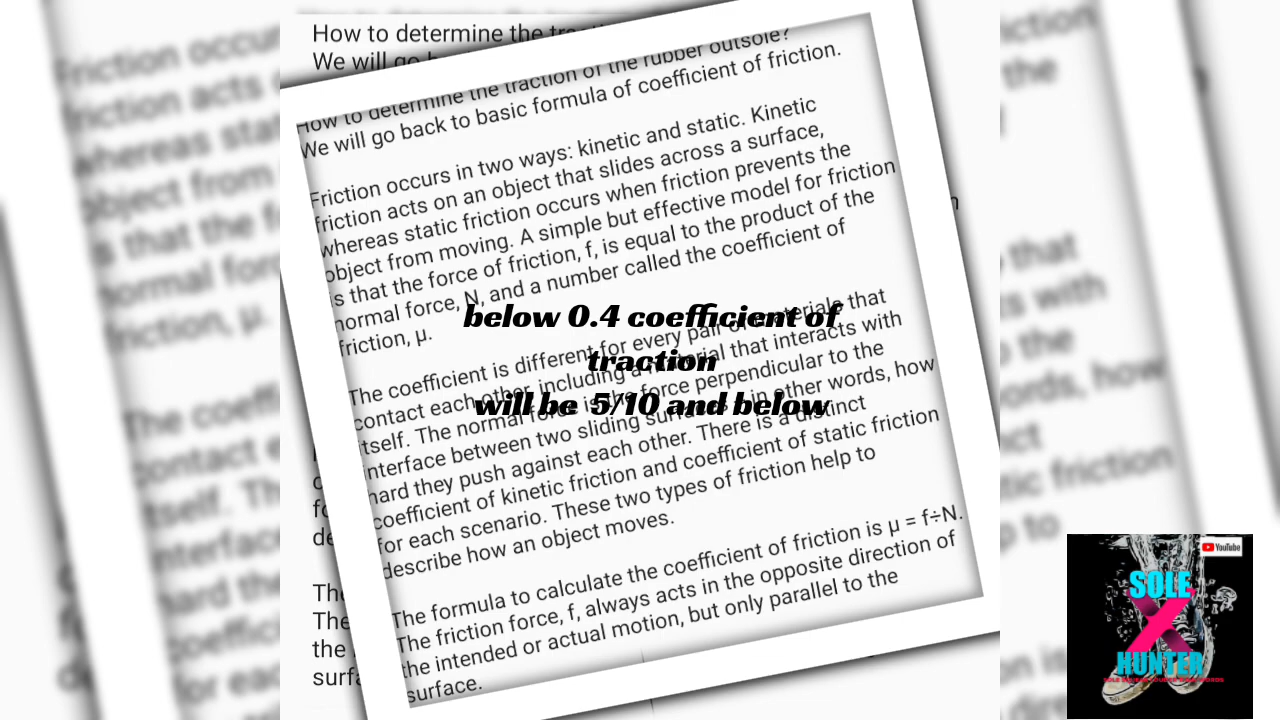 How to determine the
We will go
How to determine the traction of the rubber outsole?
We will go back to basic formula of coefficient of friction.
Friction occurs in two ways: kinetic and static. Kinetic
friction acts on an object that slides across a surface,
whereas static friction occurs when friction prevents the
object from moving. A simple but effective model for friction
is that the force of friction, f, is equal to the product of the
normal force, N, and a number called the coefficient of
friction, μ.
below 0.4 coefficient of
traction
will be 5/10 and below
The coefficient is different for every pair of materials that
contact each other, including a material that interacts with
itself. The normal force is the force perpendicular to the
interface between two sliding surfaces in other words, how
hard they push against each other. There is a distinct
coefficient of kinetic friction and coefficient of static friction
for each scenario. These two types of friction help to
describe how an object moves.
The formula to calculate the coefficient of friction is μ = f÷N.
The friction force, f, always acts in the opposite direction of
the intended or actual motion, but only parallel to the
surface.
The
the
YouTube
SOLE
X
HUNTER